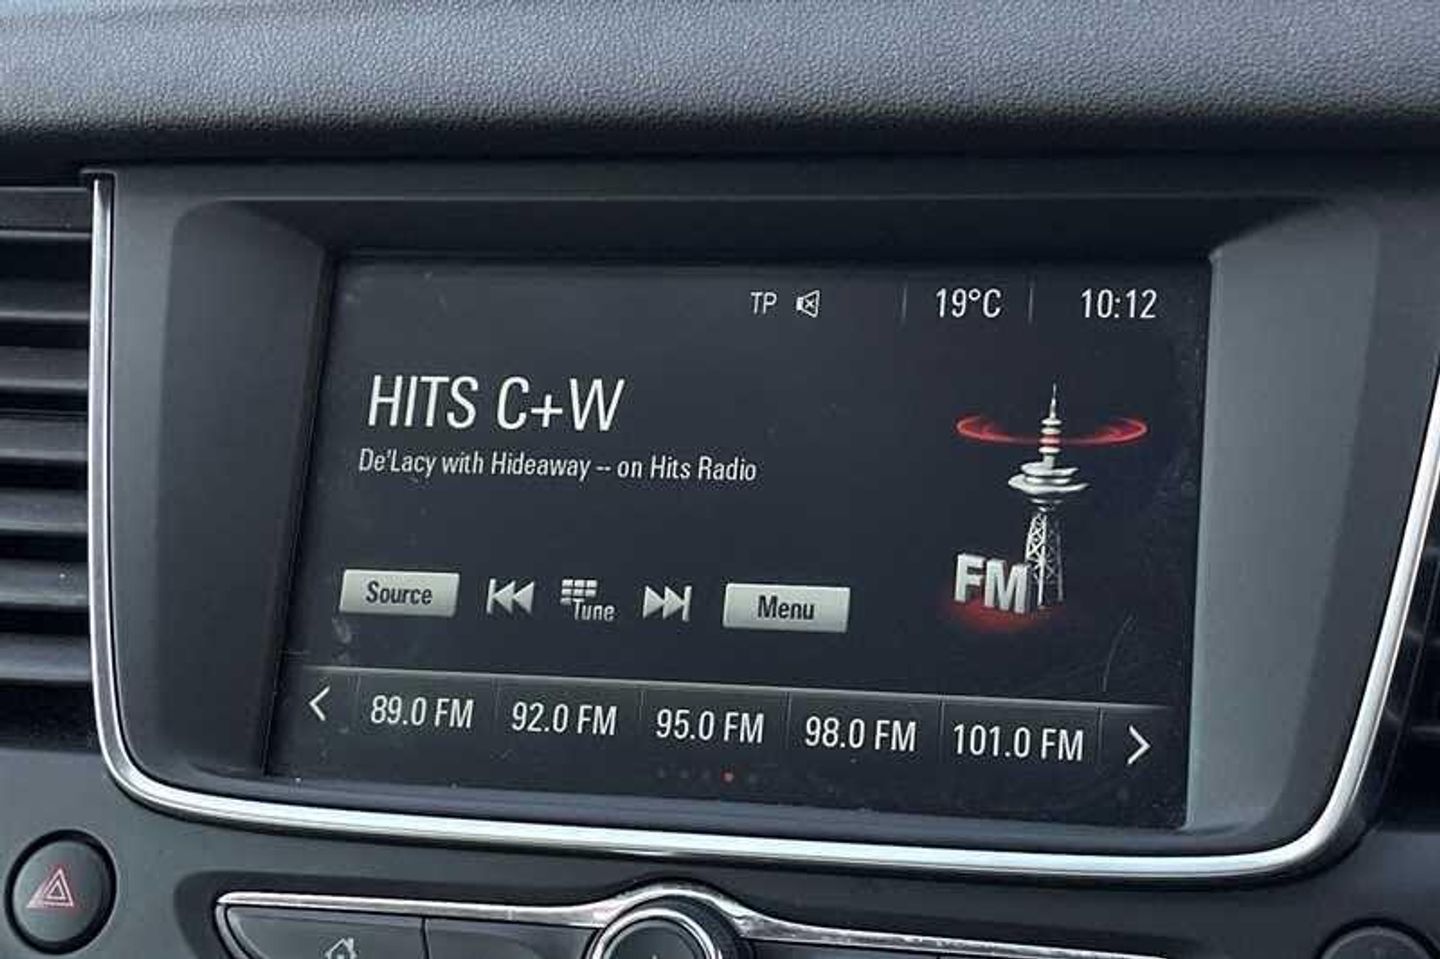 TP 19°C 10:12
HITS C+W
De'Lacy with Hideaway -- on Hits Radio
FM
Source Tune Menu
89.0 FM 92.0 FM 95.0 FM 98.0 FM 101.0 FM